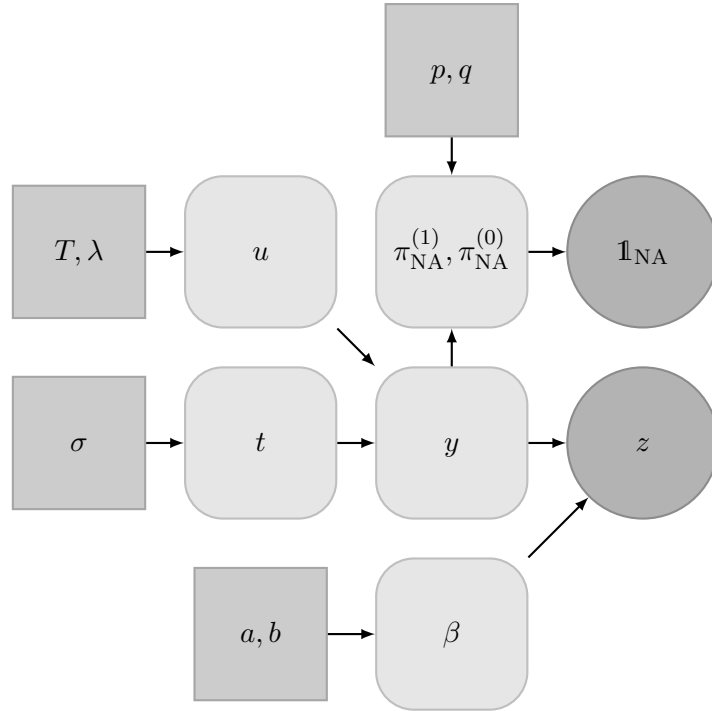 p, q
T, λ
u
π_NA^(1), π_NA^(0)
𝟙_NA
σ
t
y
z
a, b
β